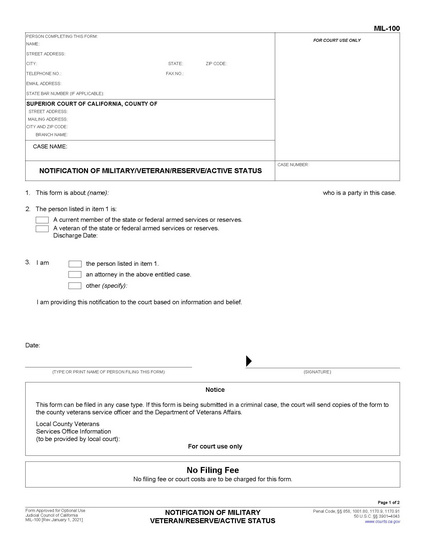 MIL-100
PERSON COMPLETING THIS FORM:
FOR COURT USE ONLY
NAME:
STREET ADDRESS:
CITY: STATE: ZIP CODE:
TELEPHONE NO.: FAX NO.:
EMAIL ADDRESS:
STATE BAR NUMBER (IF APPLICABLE):
SUPERIOR COURT OF CALIFORNIA, COUNTY OF
STREET ADDRESS:
MAILING ADDRESS:
CITY AND ZIP CODE:
BRANCH NAME:
CASE NAME:
NOTIFICATION OF MILITARY/VETERAN/RESERVE/ACTIVE STATUS
CASE NUMBER:
1. This form is about (name): who is a party in this case.
2. The person listed in item 1 is:
A current member of the state or federal armed services or reserves.
A veteran of the state or federal armed services or reserves.
Discharge Date:
3. I am the person listed in item 1.
an attorney in the above entitled case.
other (specify):
I am providing this notification to the court based on information and belief.
Date:
(TYPE OR PRINT NAME OF PERSON FILING THIS FORM) (SIGNATURE)
Notice
This form can be filed in any case type. If this form is being submitted in a criminal case, the court will send copies of the form to
the county veterans service officer and the Department of Veterans Affairs.
Local County Veterans
Services Office Information
(to be provided by local court):
For court use only
No Filing Fee
No filing fee or court costs are to be charged for this form.
Page 1 of 2
Form Approved for Optional Use
Judicial Council of California
MIL-100 [Rev. January 1, 2021]
NOTIFICATION OF MILITARY
VETERAN/RESERVE/ACTIVE STATUS
Penal Code, §§ 858, 1001.80, 1170.9, 1170.91
50 U.S.C. §§ 3901–4043
www.courts.ca.gov